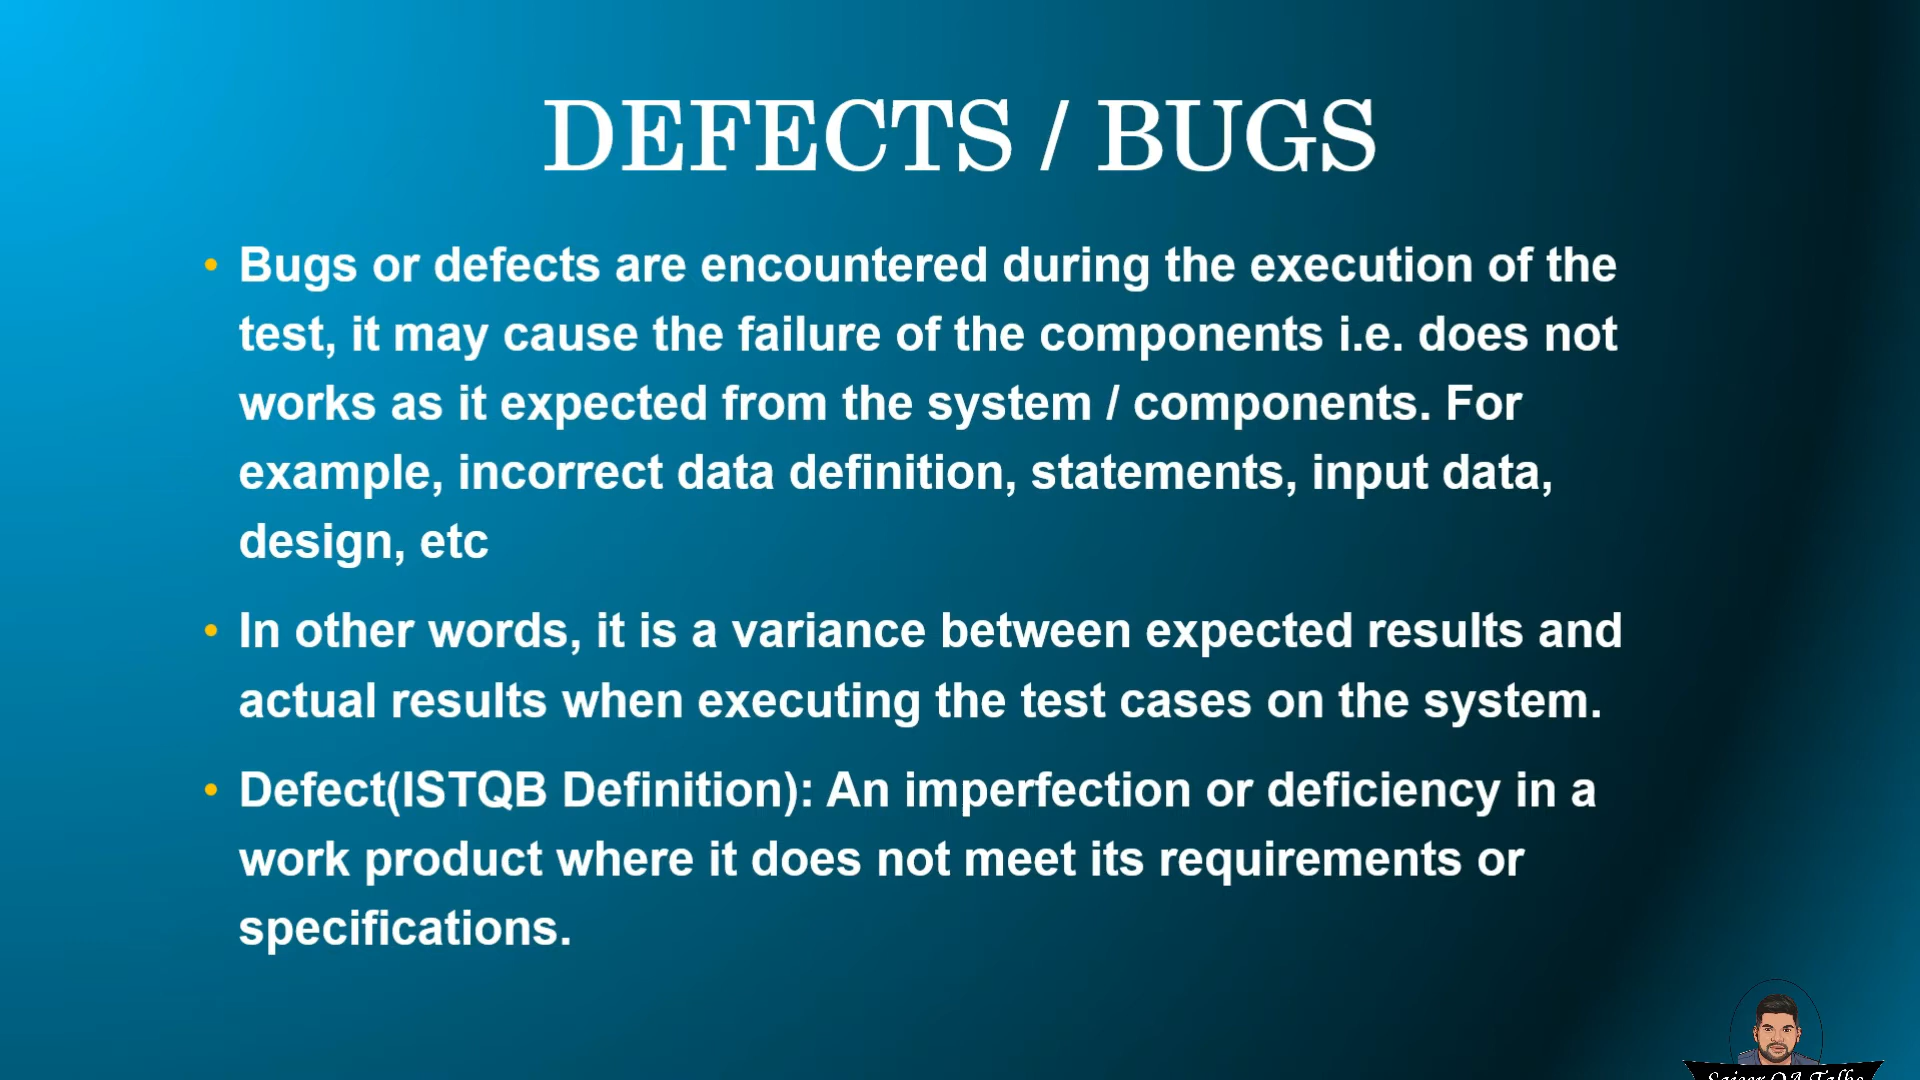 DEFECTS / BUGS
• Bugs or defects are encountered during the execution of the
test, it may cause the failure of the components i.e. does not
works as it expected from the system / components. For
example, incorrect data definition, statements, input data,
design, etc
• In other words, it is a variance between expected results and
actual results when executing the test cases on the system.
• Defect(ISTQB Definition): An imperfection or deficiency in a
work product where it does not meet its requirements or
specifications.
QA Talks